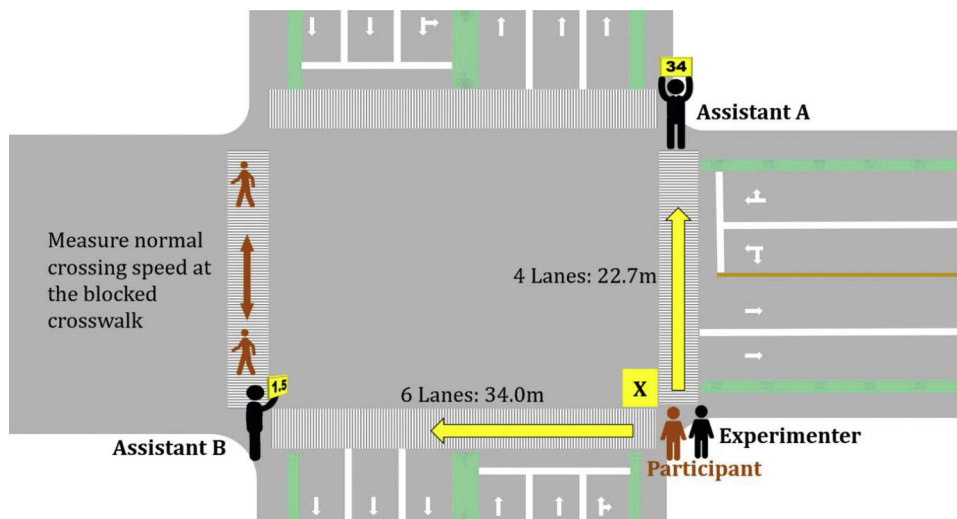 34
Assistant A
Measure normal
crossing speed at
the blocked
crosswalk
4 Lanes: 22.7m
1.5
6 Lanes: 34.0m
X
Assistant B
Experimenter
Participant